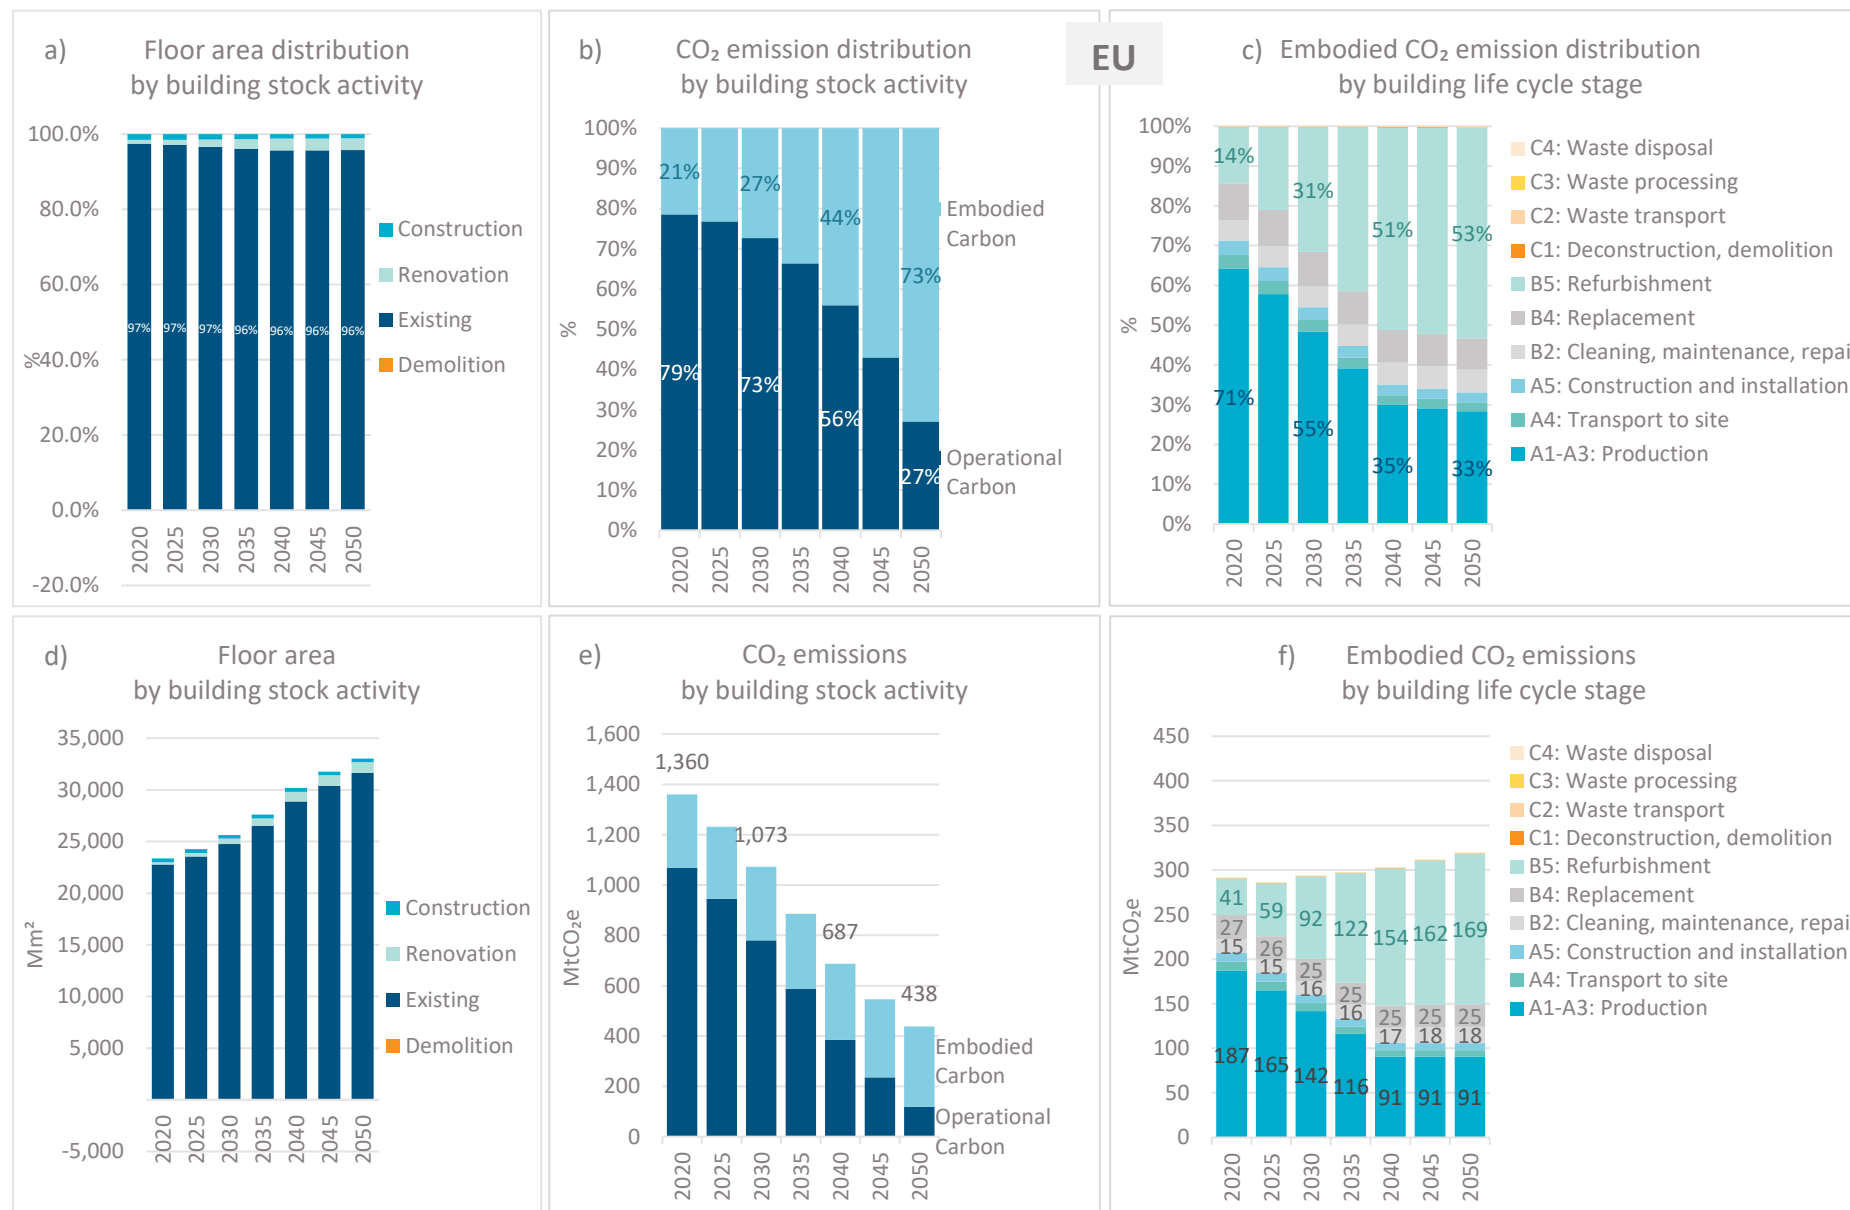 a) Floor area distribution
by building stock activity
100.0%
80.0%
60.0%
40.0%
20.0%
0.0%
-20.0%
%
97% 97% 97% 96% 96% 96% 96%
2020 2025 2030 2035 2040 2045 2050
Construction
Renovation
Existing
Demolition
b) CO₂ emission distribution
by building stock activity
100%
90%
80%
70%
60%
50%
40%
30%
20%
10%
0%
%
21% 27% 44% 73%
79% 73% 56% 27%
2020 2025 2030 2035 2040 2045 2050
Embodied
Carbon
Operational
Carbon
EU
c) Embodied CO₂ emission distribution
by building life cycle stage
100%
90%
80%
70%
60%
50%
40%
30%
20%
10%
0%
%
14% 31% 51% 53%
71% 55% 35% 33%
2020 2025 2030 2035 2040 2045 2050
C4: Waste disposal
C3: Waste processing
C2: Waste transport
C1: Deconstruction, demolition
B5: Refurbishment
B4: Replacement
B2: Cleaning, maintenance, repai
A5: Construction and installation
A4: Transport to site
A1-A3: Production
d) Floor area
by building stock activity
35,000
30,000
25,000
20,000
15,000
10,000
5,000
-5,000
Mm²
2020 2025 2030 2035 2040 2045 2050
Construction
Renovation
Existing
Demolition
e) CO₂ emissions
by building stock activity
1,600
1,400
1,200
1,000
800
600
400
200
0
MtCO₂e
1,360 1,073 687 438
2020 2025 2030 2035 2040 2045 2050
Embodied
Carbon
Operational
Carbon
f) Embodied CO₂ emissions
by building life cycle stage
450
400
350
300
250
200
150
100
50
0
MtCO₂e
41 59 92 122 154 162 169
27 26 25 25 25 25 25
15 15 16 16 17 18 18
187 165 142 116 91 91 91
2020 2025 2030 2035 2040 2045 2050
C4: Waste disposal
C3: Waste processing
C2: Waste transport
C1: Deconstruction, demolition
B5: Refurbishment
B4: Replacement
B2: Cleaning, maintenance, repai
A5: Construction and installation
A4: Transport to site
A1-A3: Production